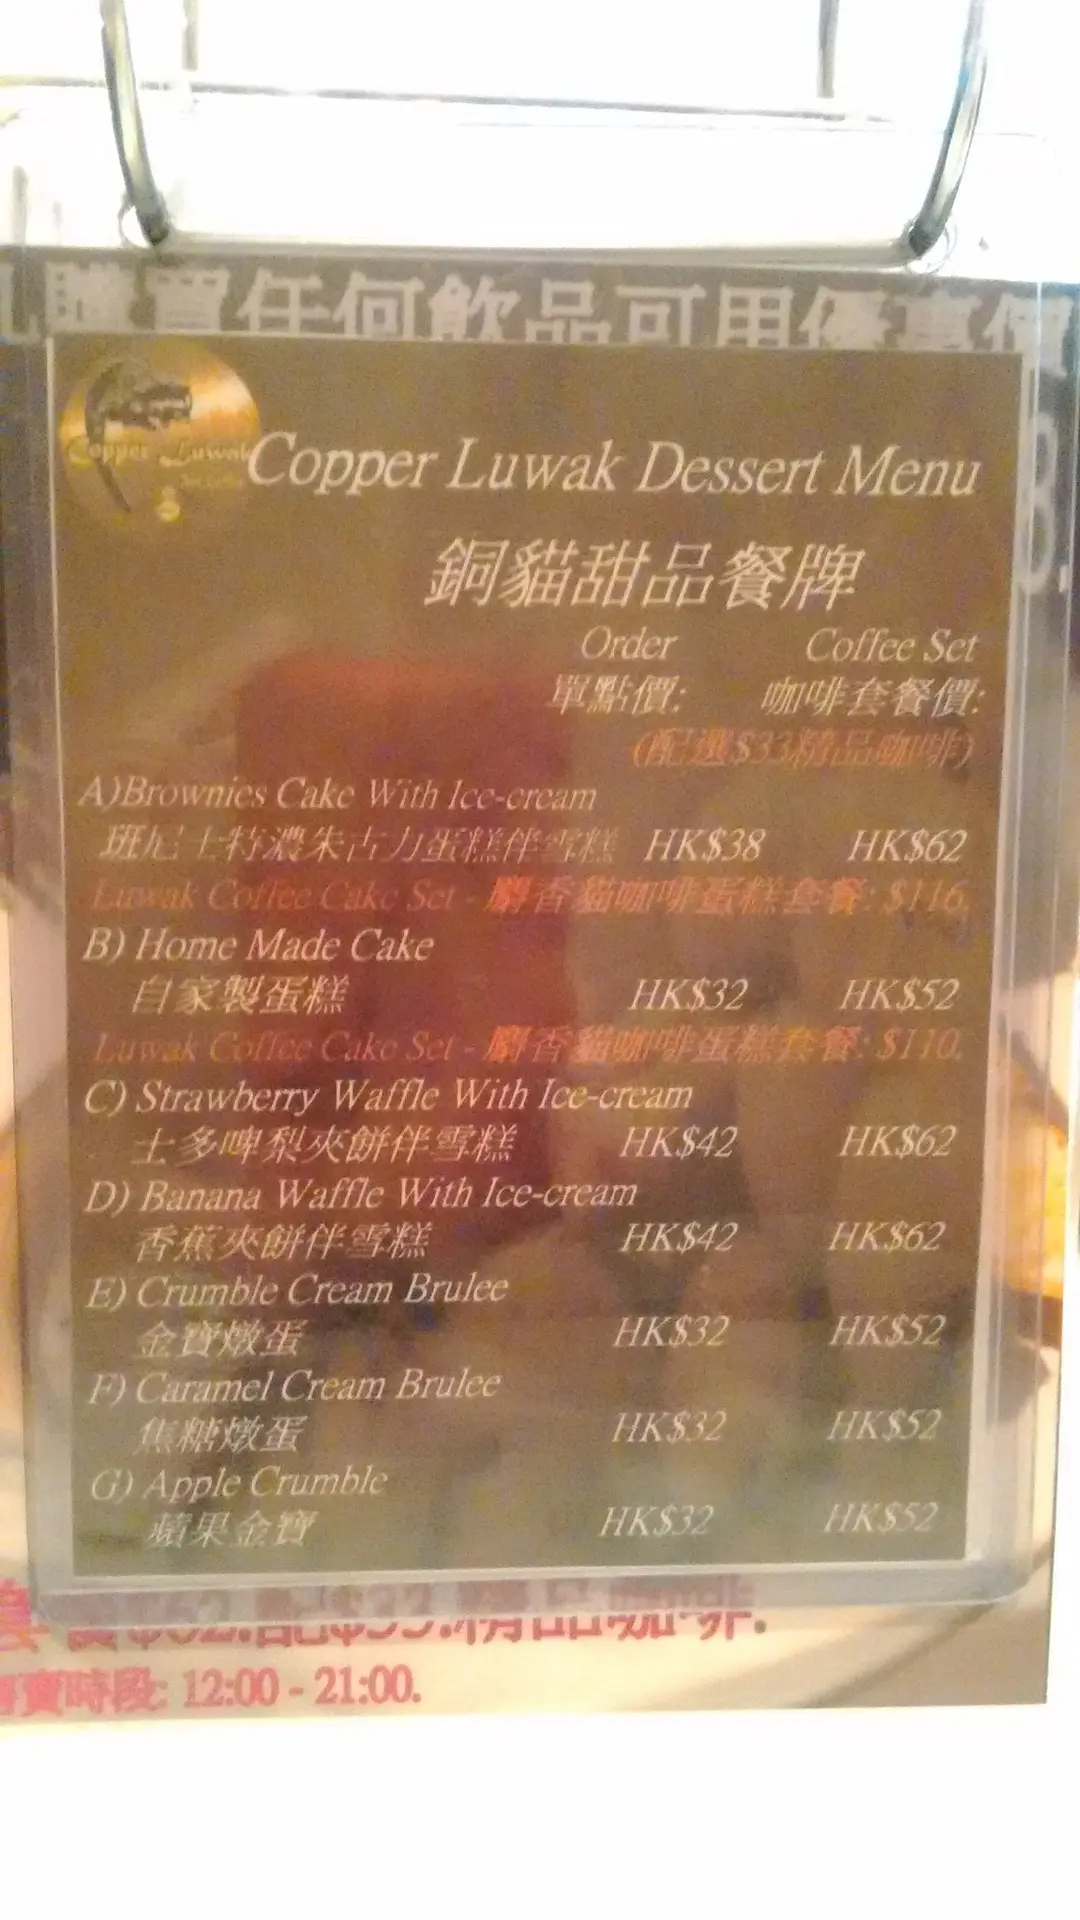 購買任何飲品可用優惠價
Copper Luwak
Copper Luwak Dessert Menu
銅貓甜品餐牌
Order Coffee Set
單點價: 咖啡套餐價:
(配選$33精品咖啡)
A)Brownies Cake With Ice-cream
班尼士特濃朱古力蛋糕伴雪糕 HK$38 HK$62
Luwak Coffee Cake Set - 麝香貓咖啡蛋糕套餐: $116.
B) Home Made Cake
自家製蛋糕 HK$32 HK$52
Luwak Coffee Cake Set - 麝香貓咖啡蛋糕套餐: $110.
C) Strawberry Waffle With Ice-cream
士多啤梨夾餅伴雪糕 HK$42 HK$62
D) Banana Waffle With Ice-cream
香蕉夾餅伴雪糕 HK$42 HK$62
E) Crumble Cream Brulee
金寶燉蛋 HK$32 HK$52
F) Caramel Cream Brulee
焦糖燉蛋 HK$32 HK$52
G) Apple Crumble
蘋果金寶 HK$32 HK$52
$62.配$33.精品咖啡.
時段: 12:00 - 21:00.